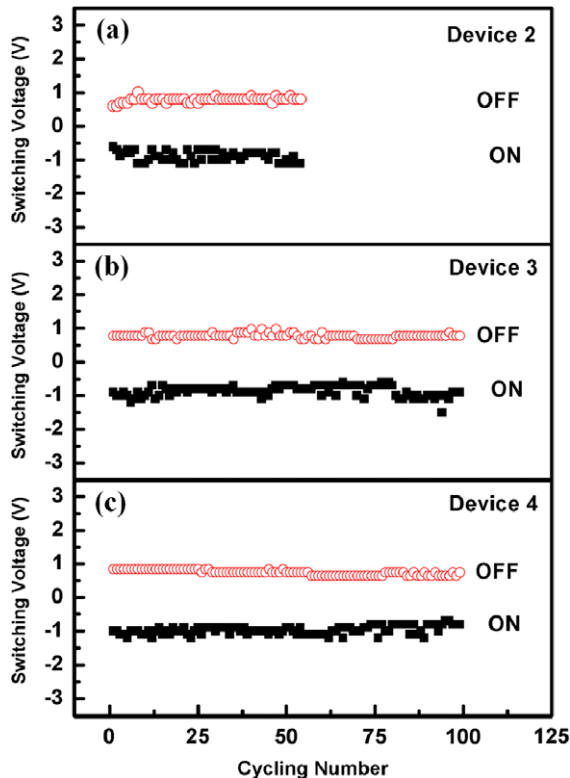 (a)
Device 2
3
2
1
0
-1
-2
-3
OFF
ON
Switching Voltage (V)
(b)
Device 3
3
2
1
0
-1
-2
-3
OFF
ON
Switching Voltage (V)
(c)
Device 4
3
2
1
0
-1
-2
-3
OFF
ON
Switching Voltage (V)
0 25 50 75 100 125
Cycling Number